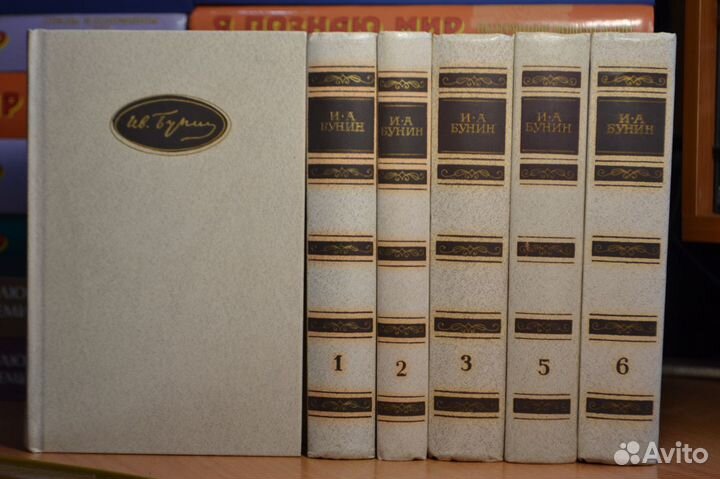 Я ПОЗНАЮ МИР
Ив. Бунин
И·А
БУНИН
1
И·А
БУНИН
2
И·А
БУНИН
3
И·А
БУНИН
5
И·А
БУНИН
6
Avito